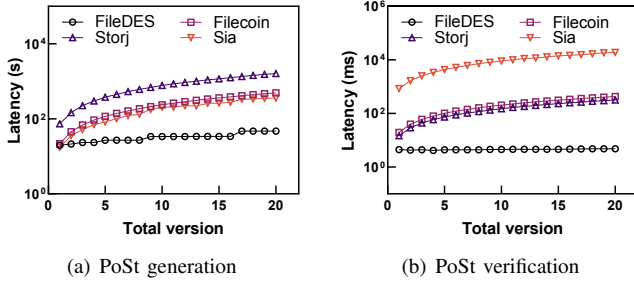 FileDES Filecoin
Storj Sia
Latency (s)
10^4
10^2
10^0
0 5 10 15 20
Total version
(a) PoSt generation
FileDES Filecoin
Storj Sia
Latency (ms)
10^6
10^4
10^2
10^0
0 5 10 15 20
Total version
(b) PoSt verification